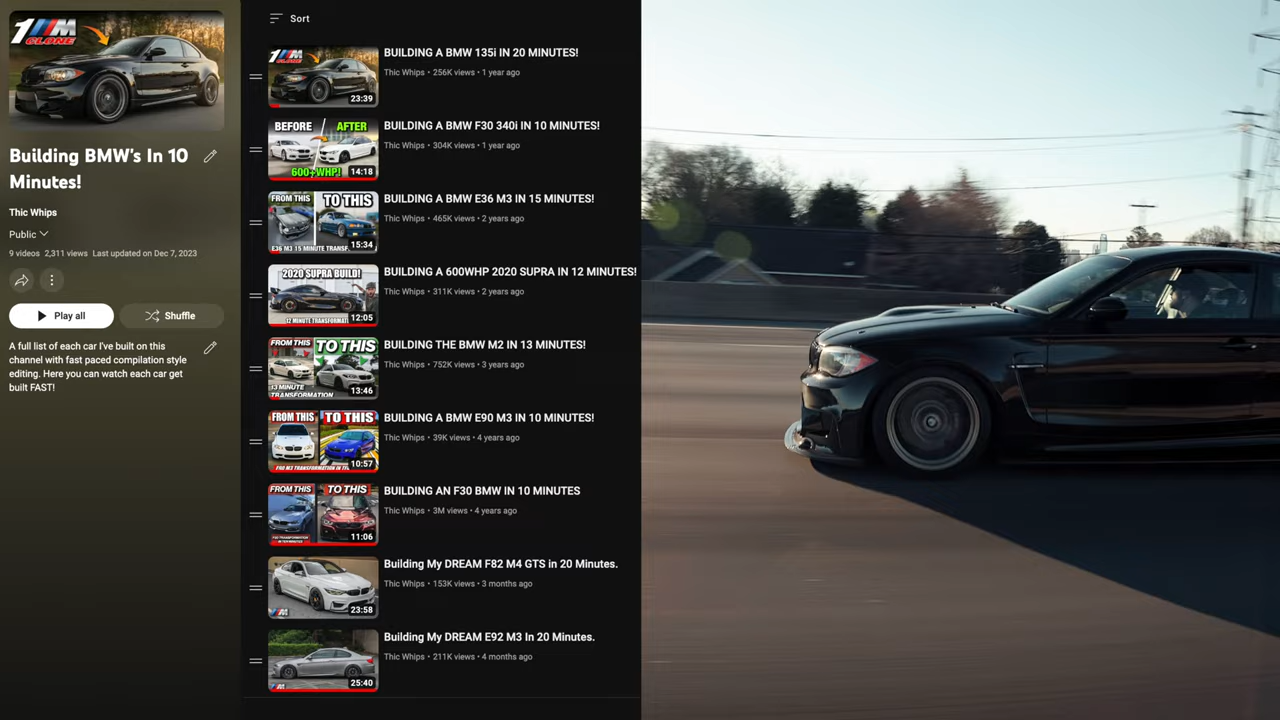 1M
CLONE
Building BMW's In 10
Minutes!
Thic Whips
Public
9 videos 2,311 views Last updated on Dec 7, 2023
Play all
Shuffle
A full list of each car I've built on this
channel with fast paced compilation style
editing. Here you can watch each car get
built FAST!
Sort
1M
CLONE
23:39
BUILDING A BMW 135i IN 20 MINUTES!
Thic Whips • 256K views • 1 year ago
BEFORE / AFTER
600+WHP!
14:18
BUILDING A BMW F30 340i IN 10 MINUTES!
Thic Whips • 304K views • 1 year ago
FROM THIS TO THIS
E36 M3 15 MINUTE TRANSF
15:34
BUILDING A BMW E36 M3 IN 15 MINUTES!
Thic Whips • 465K views • 2 years ago
2020 SUPRA BUILD!
12 MINUTE TRANSFORMATI
12:05
BUILDING A 600WHP 2020 SUPRA IN 12 MINUTES!
Thic Whips • 311K views • 2 years ago
FROM THIS TO THIS
13 MINUTE
TRANSFORMATION
13:46
BUILDING THE BMW M2 IN 13 MINUTES!
Thic Whips • 752K views • 3 years ago
FROM THIS TO THIS
10:57
BUILDING A BMW E90 M3 IN 10 MINUTES!
Thic Whips • 39K views • 4 years ago
FROM THIS TO THIS
11:06
BUILDING AN F30 BMW IN 10 MINUTES
Thic Whips • 3M views • 4 years ago
23:58
Building My DREAM F82 M4 GTS in 20 Minutes.
Thic Whips • 153K views • 3 months ago
25:40
Building My DREAM E92 M3 In 20 Minutes.
Thic Whips • 211K views • 4 months ago